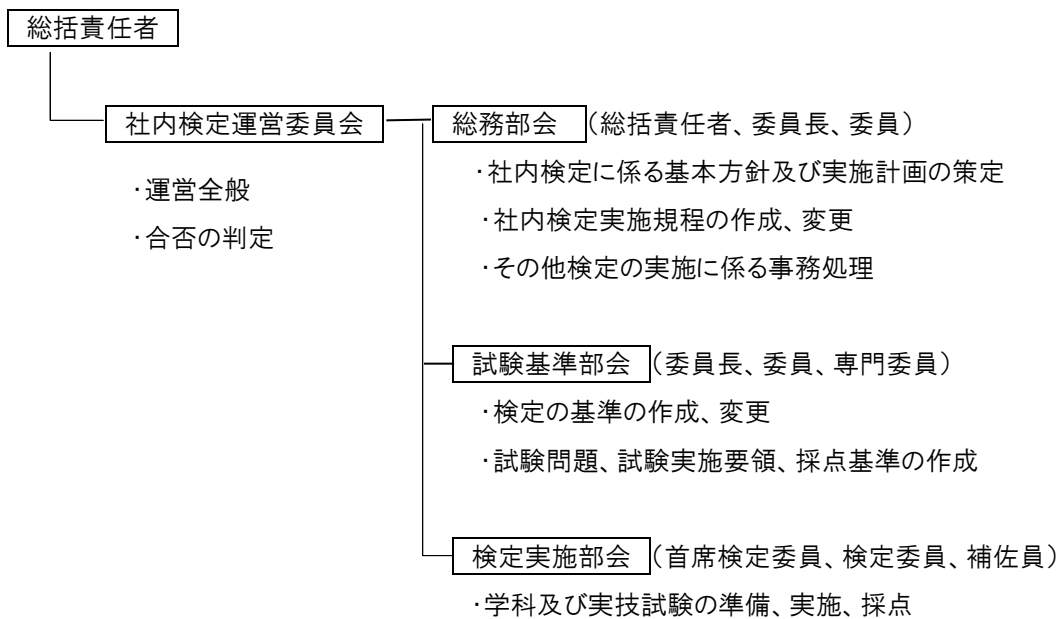 総括責任者
社内検定運営委員会
・運営全般
・合否の判定
総務部会（総括責任者、委員長、委員）
・社内検定に係る基本方針及び実施計画の策定
・社内検定実施規程の作成、変更
・その他検定の実施に係る事務処理
試験基準部会（委員長、委員、専門委員）
・検定の基準の作成、変更
・試験問題、試験実施要領、採点基準の作成
検定実施部会（首席検定委員、検定委員、補佐員）
・学科及び実技試験の準備、実施、採点